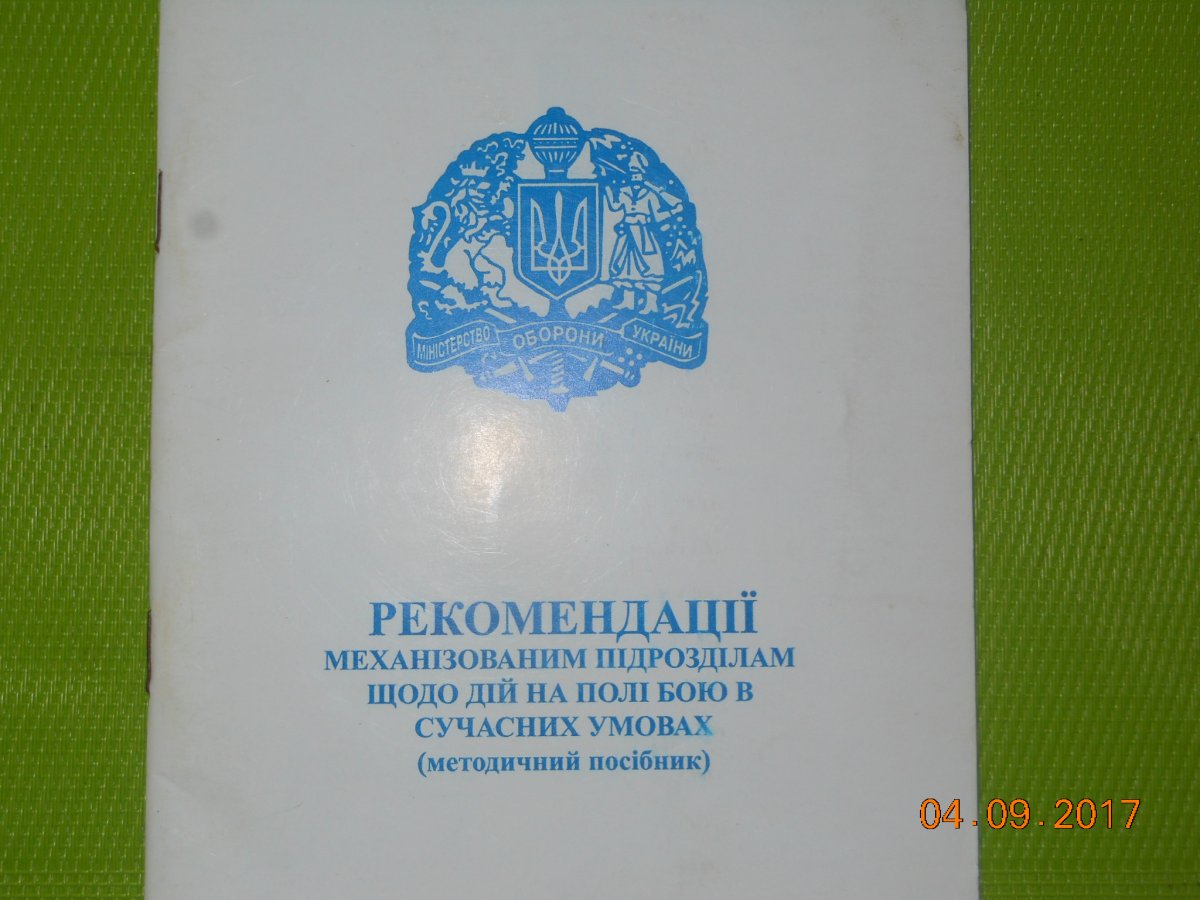 МІНІСТЕРСТВО ОБОРОНИ УКРАЇНИ
РЕКОМЕНДАЦІЇ
МЕХАНІЗОВАНИМ ПІДРОЗДІЛАМ
ЩОДО ДІЙ НА ПОЛІ БОЮ В
СУЧАСНИХ УМОВАХ
(методичний посібник)
04.09.2017